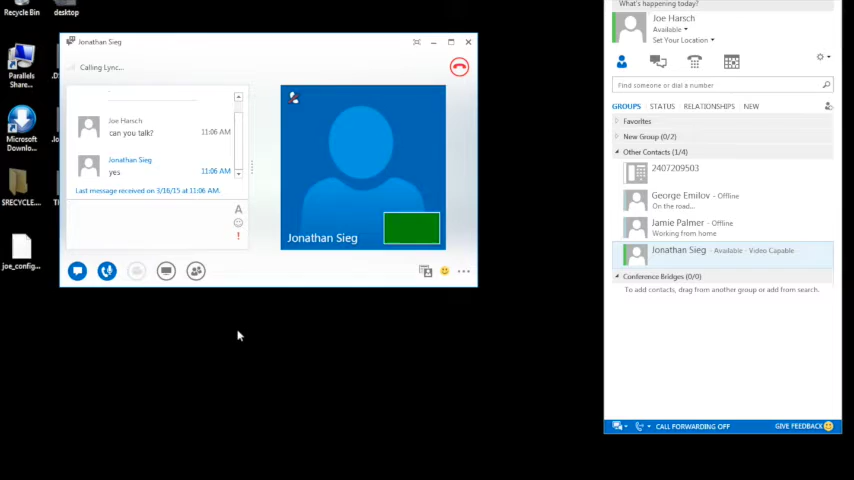 Recycle Bin
desktop
Parallels
Share...
Microsoft
Downlo...
$RECYCLE....
joe_config...
Jonathan Sieg
Calling Lync...
Joe Harsch
can you talk?
11:06 AM
Jonathan Sieg
yes
11:06 AM
Last message received on 3/16/15 at 11:06 AM.
A
Jonathan Sieg
What's happening today?
Joe Harsch
Available
Set Your Location
Find someone or dial a number
GROUPS STATUS RELATIONSHIPS NEW
Favorites
New Group (0/2)
Other Contacts (1/4)
2407209503
George Emilov - Offline
On the road...
Jamie Palmer - Offline
Working from home
Jonathan Sieg - Available - Video Capable
Conference Bridges (0/0)
To add contacts, drag from another group or add from search.
CALL FORWARDING OFF
GIVE FEEDBACK